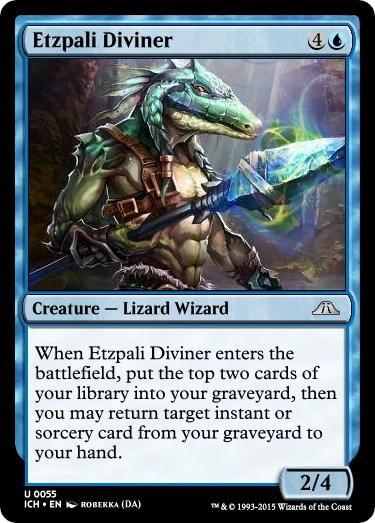 Etzpali Diviner 4
Creature — Lizard Wizard
When Etzpali Diviner enters the
battlefield, put the top two cards of
your library into your graveyard, then
you may return target instant or
sorcery card from your graveyard to
your hand.
2/4
U 0055
ICH • EN ROBEKKA (DA)
™ & © 1993-2015 Wizards of the Coast